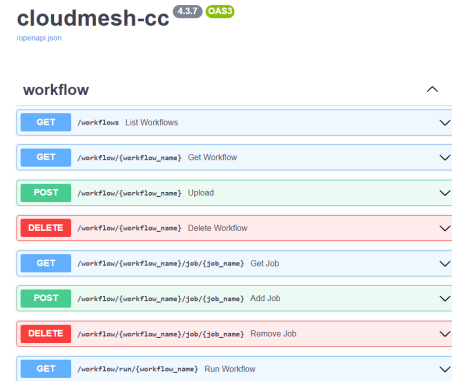 cloudmesh-cc 4.3.7 OAS3
/openapi.json
workflow
GET /workflows List Workflows
GET /workflow/{workflow_name} Get Workflow
POST /workflow/{workflow_name} Upload
DELETE /workflow/{workflow_name} Delete Workflow
GET /workflow/{workflow_name}/job/{job_name} Get Job
POST /workflow/{workflow_name}/job/{job_name} Add Job
DELETE /workflow/{workflow_name}/job/{job_name} Remove Job
GET /workflow/run/{workflow_name} Run Workflow